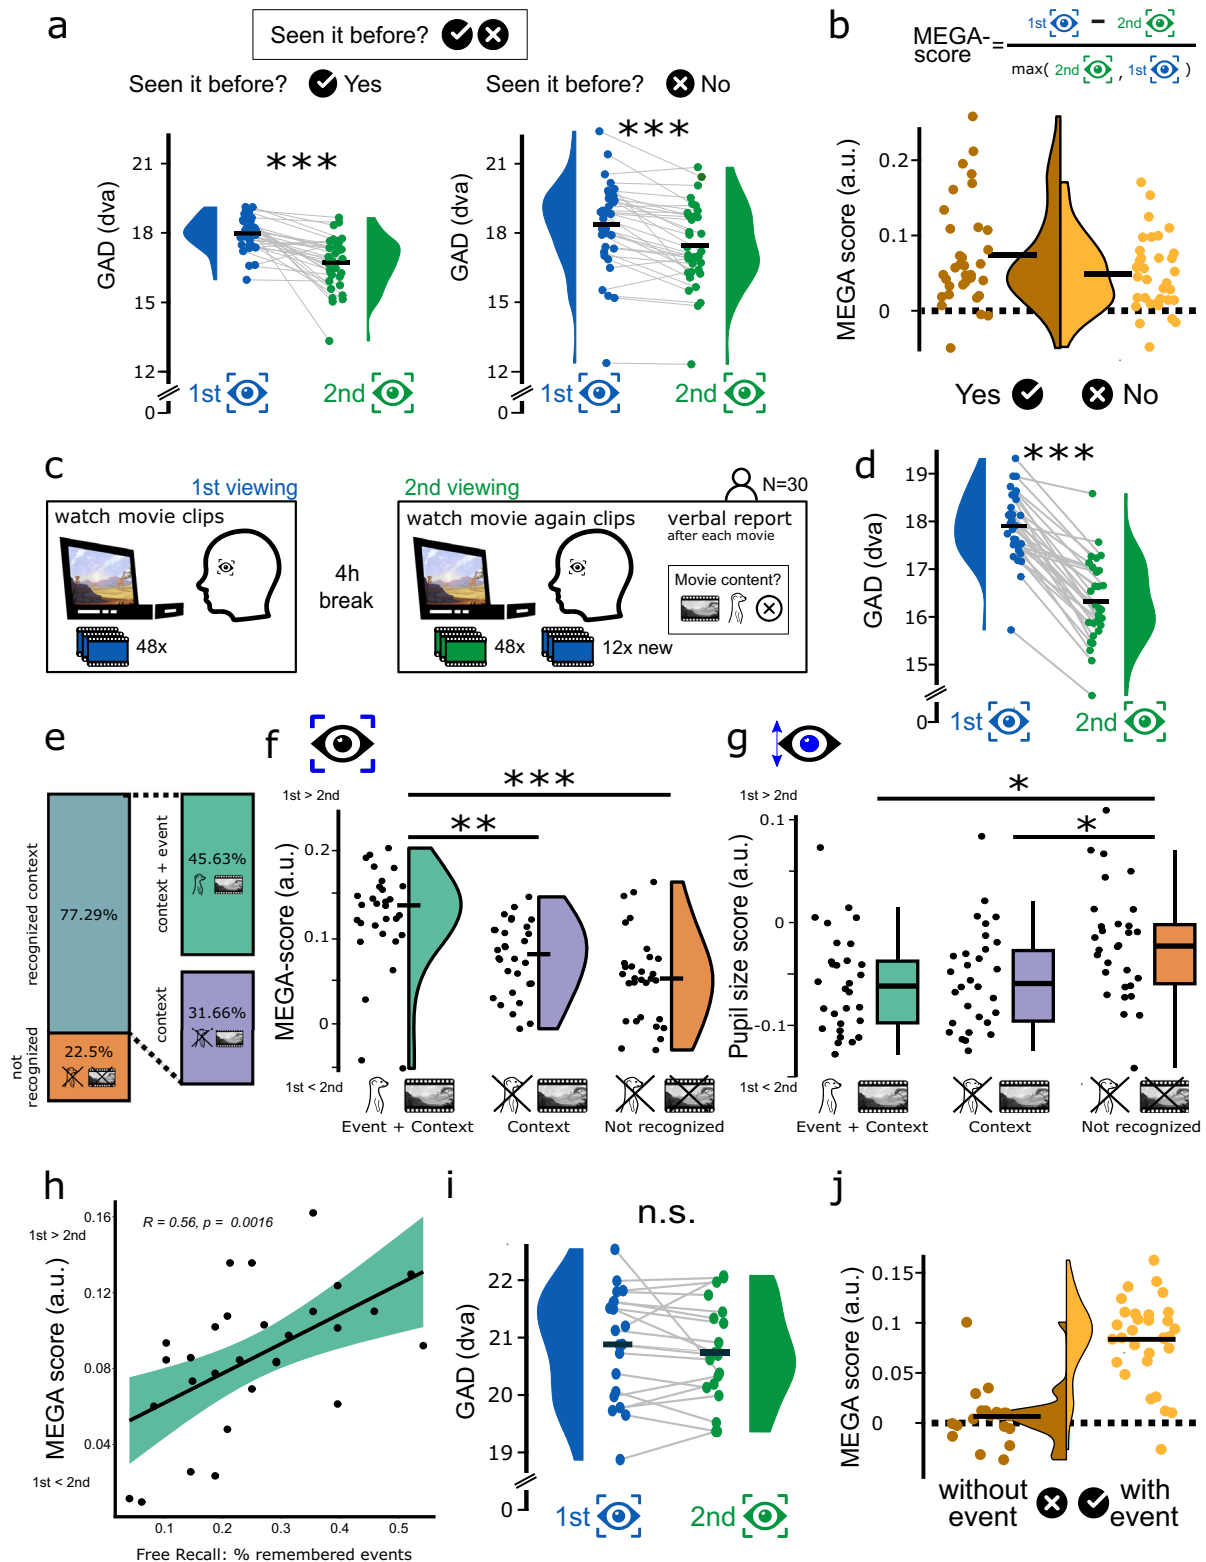 a
Seen it before?
Seen it before? Yes
Seen it before? No
***
***
GAD (dva)
21
18
15
12
0
1st
2nd
GAD (dva)
21
18
15
12
0
1st
2nd
b
MEGA-score = 1st - 2nd
max( 2nd , 1st )
MEGA score (a.u.)
0.2
0.1
0
Yes
No
c
1st viewing
watch movie clips
48x
4h
break
2nd viewing
N=30
watch movie again clips
verbal report
after each movie
Movie content?
48x
12x new
d
***
GAD (dva)
19
18
17
16
15
0
1st
2nd
e
recognized context
77.29%
not
recognized
22.5%
context + event
45.63%
context
31.66%
f
1st > 2nd
***
**
MEGA-score (a.u.)
0.2
0.1
0
1st < 2nd
Event + Context
Context
Not recognized
g
1st > 2nd
*
*
Pupil size score (a.u.)
0.1
0
-0.1
1st < 2nd
Event + Context
Context
Not recognized
h
R = 0.56, p = 0.0016
1st > 2nd
MEGA score (a.u.)
1st < 2nd
0.16
0.12
0.08
0.04
0.1
0.2
0.3
0.4
0.5
Free Recall: % remembered events
i
n.s.
GAD (dva)
22
21
20
19
0
1st
2nd
j
MEGA score (a.u.)
0.15
0.1
0.05
0
without
event
with
event